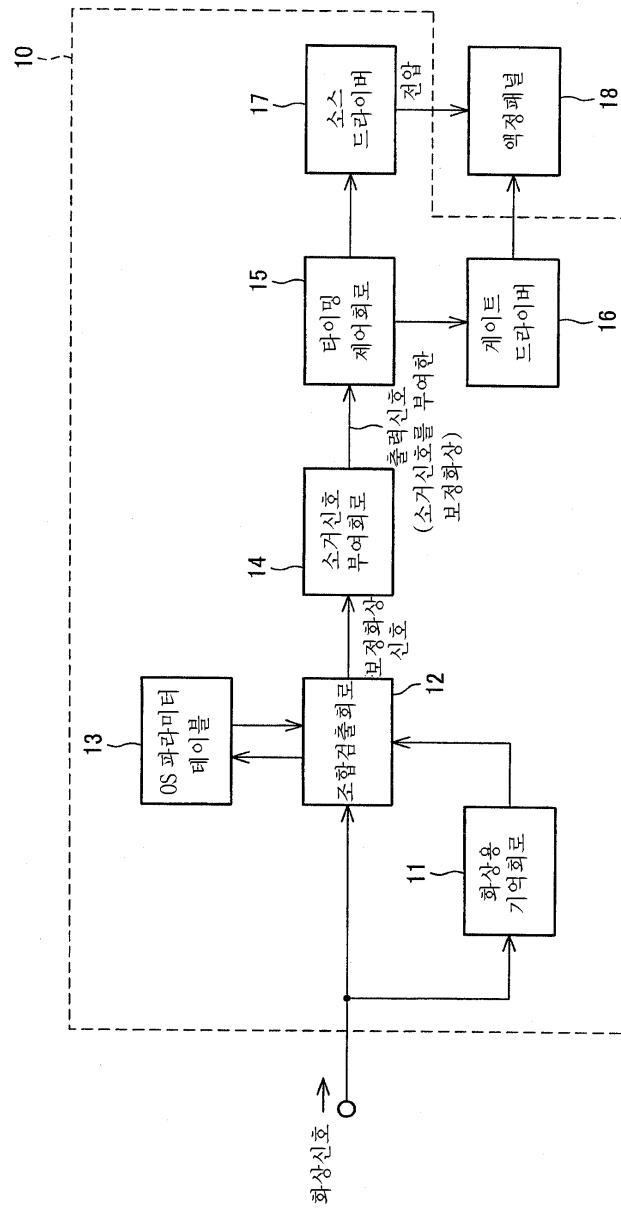 10
화상신호
11
화상용
기억회로
12
조합검출회로
13
OS 파라미터
테이블
보정화상
신호
14
소거신호
부여회로
출력신호
(소거신호를 부여한
보정화상)
15
타이밍
제어회로
16
게이트
드라이버
17
소스
드라이버
전압
18
액정패널